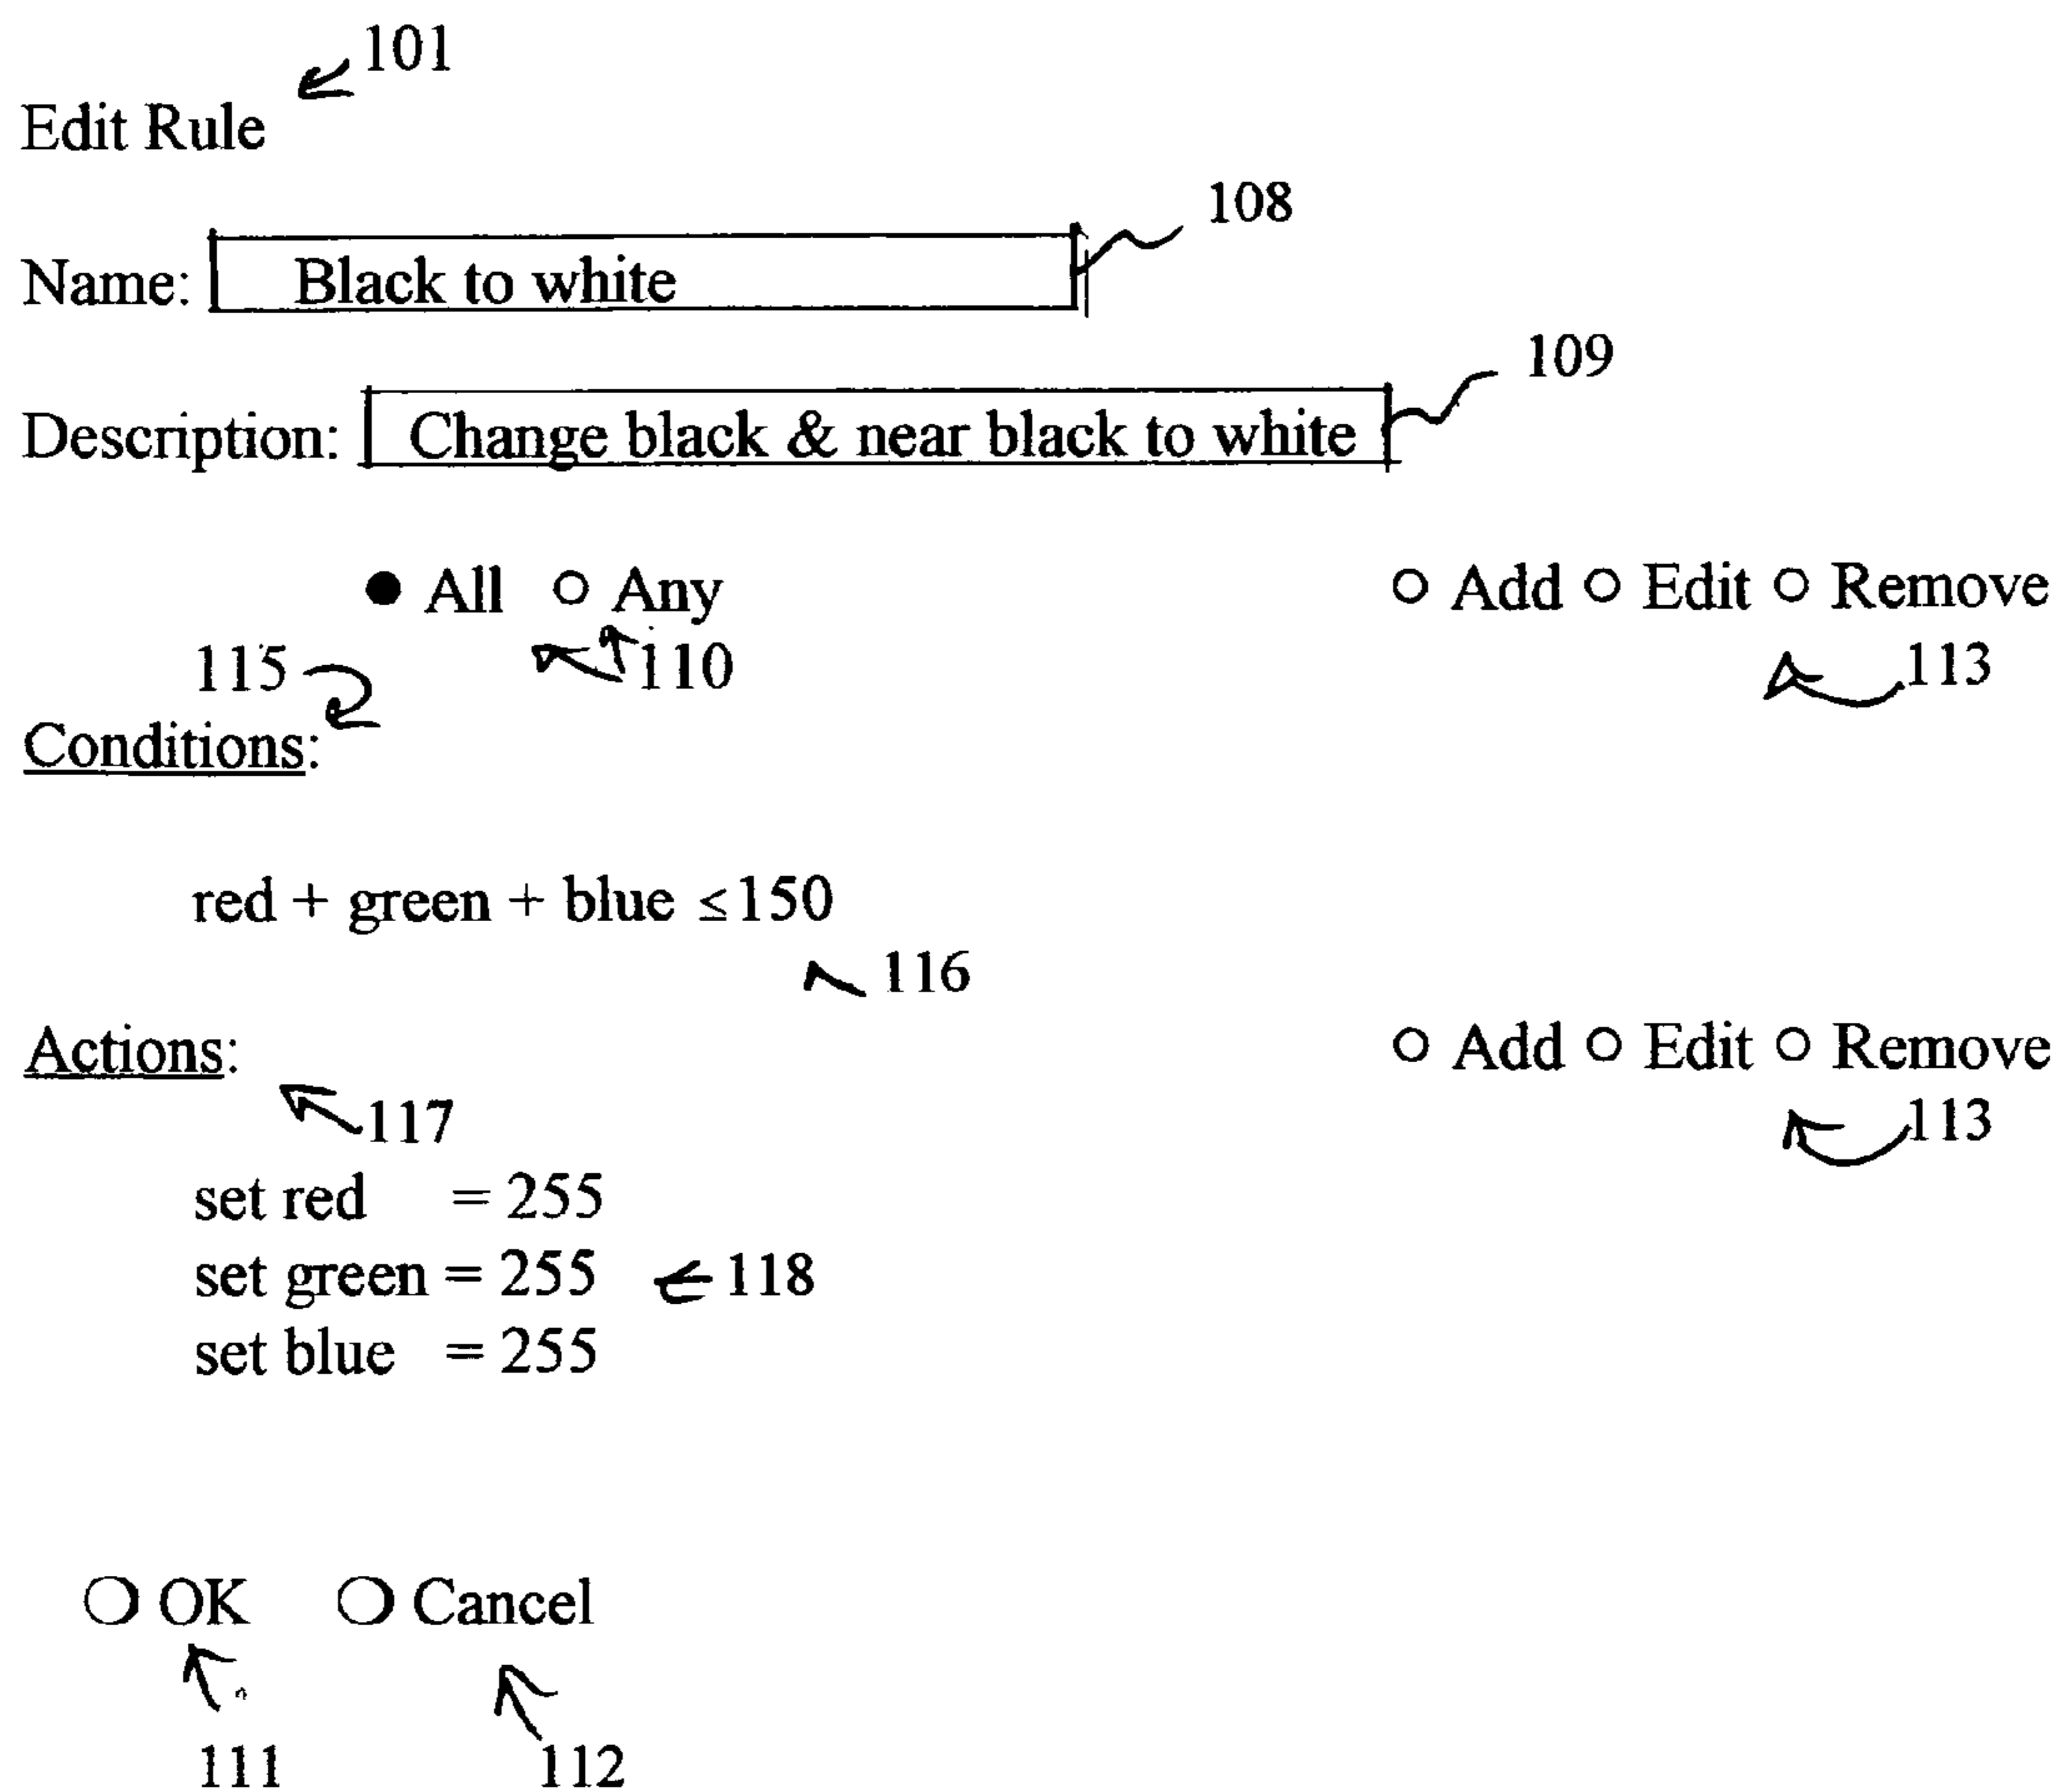 101
Edit Rule
108
Name: Black to white
109
Description: Change black & near black to white
● All ○ Any ○ Add ○ Edit ○ Remove
115 110 113
Conditions:
red + green + blue ≤150
116
Actions: ○ Add ○ Edit ○ Remove
117 113
set red = 255
set green = 255 118
set blue = 255
○ OK ○ Cancel
111 112